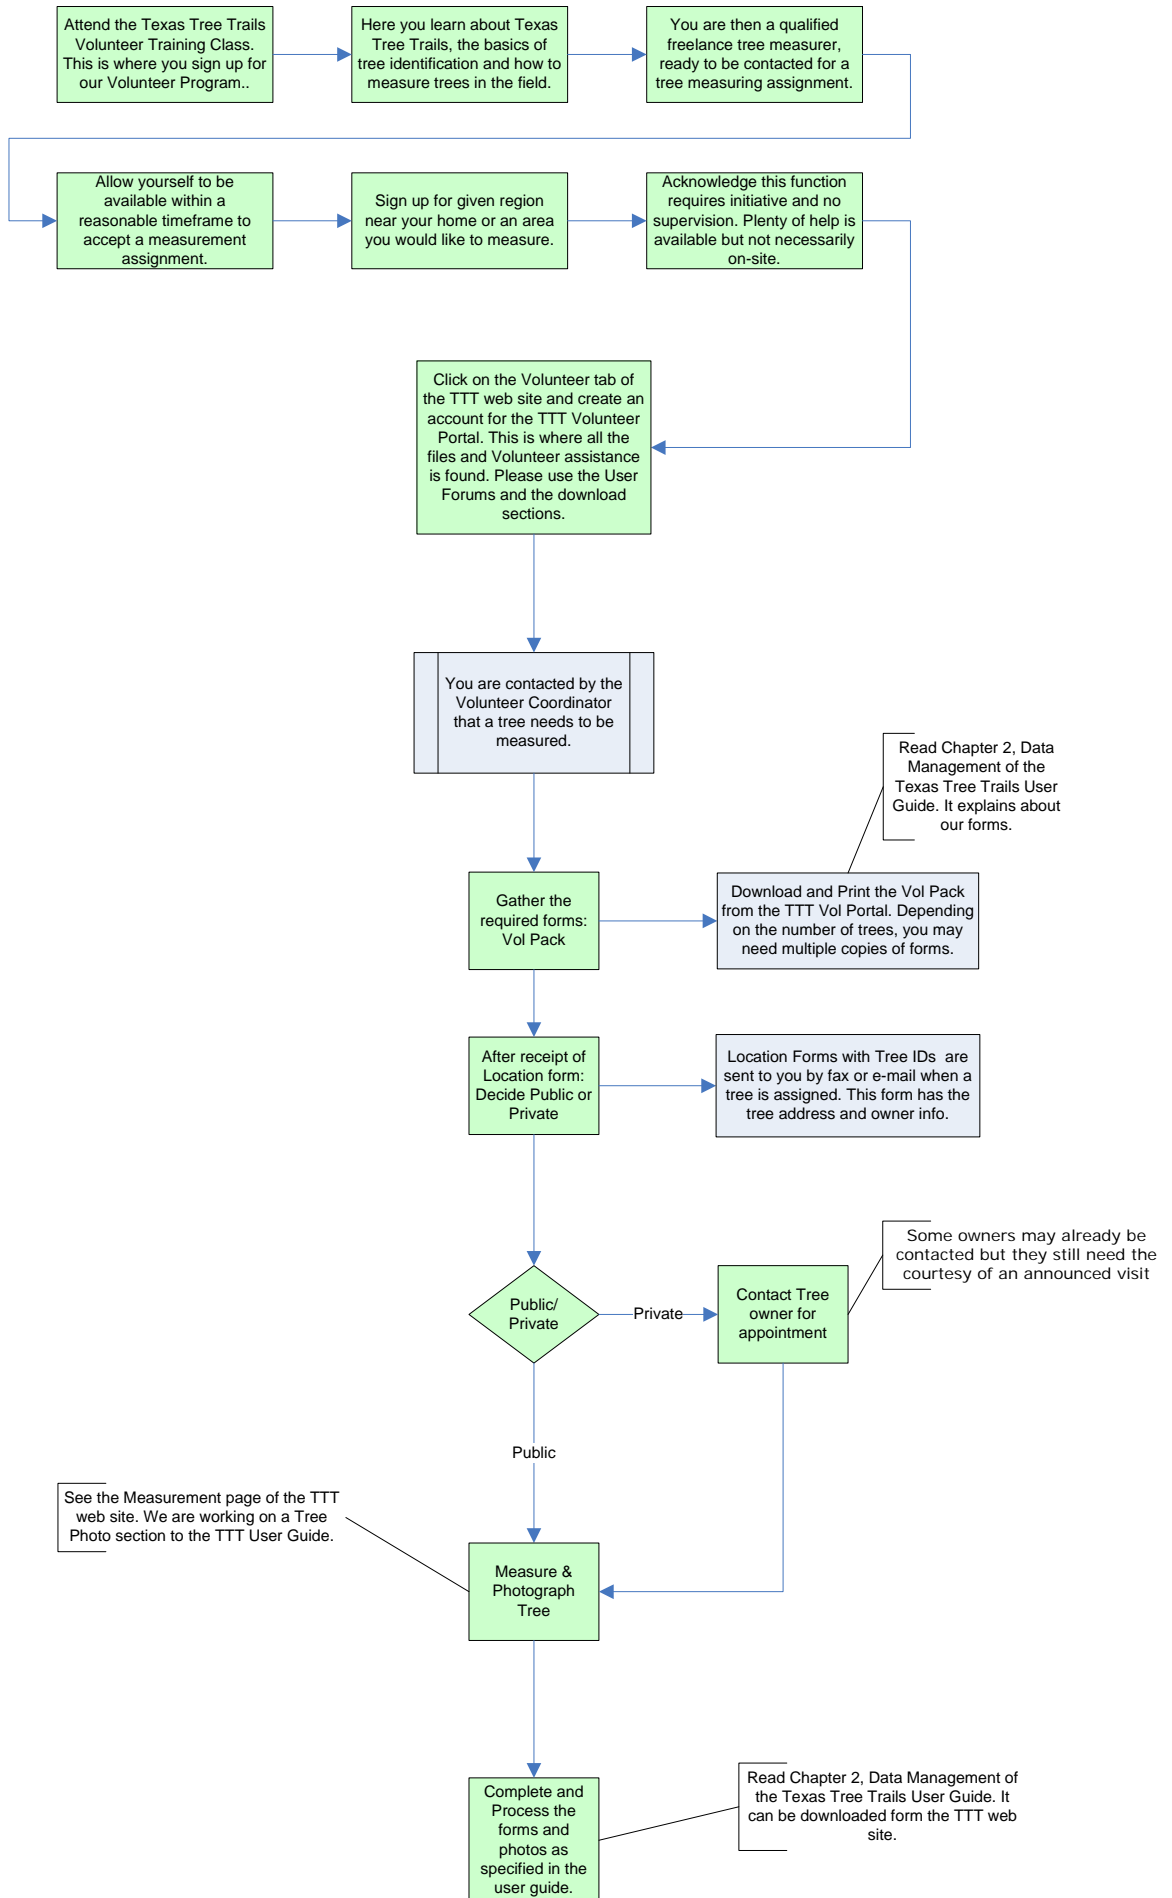 Attend the Texas Tree Trails
Volunteer Training Class.
This is where you sign up for
our Volunteer Program..
Here you learn about Texas
Tree Trails, the basics of
tree identification and how to
measure trees in the field.
You are then a qualified
freelance tree measurer,
ready to be contacted for a
tree measuring assignment.
Allow yourself to be
available within a
reasonable timeframe to
accept a measurement
assignment.
Sign up for given region
near your home or an area
you would like to measure.
Acknowledge this function
requires initiative and no
supervision. Plenty of help is
available but not necessarily
on-site.
Click on the Volunteer tab of
the TTT web site and create an
account for the TTT Volunteer
Portal. This is where all the
files and Volunteer assistance
is found. Please use the User
Forums and the download
sections.
You are contacted by the
Volunteer Coordinator
that a tree needs to be
measured.
Read Chapter 2, Data
Management of the
Texas Tree Trails User
Guide. It explains about
our forms.
Gather the
required forms:
Vol Pack
Download and Print the Vol Pack
from the TTT Vol Portal. Depending
on the number of trees, you may
need multiple copies of forms.
After receipt of
Location form:
Decide Public or
Private
Location Forms with Tree IDs  are
sent to you by fax or e-mail when a
tree is assigned. This form has the
tree address and owner info.
Some owners may already be
contacted but they still need the
courtesy of an announced visit
Public/
Private
Private
Contact Tree
owner for
appointment
Public
See the Measurement page of the TTT
web site. We are working on a Tree
Photo section to the TTT User Guide.
Measure &
Photograph
Tree
Complete and
Process the
forms and
photos as
specified in the
user guide.
Read Chapter 2, Data Management of
the Texas Tree Trails User Guide. It
can be downloaded form the TTT web
site.